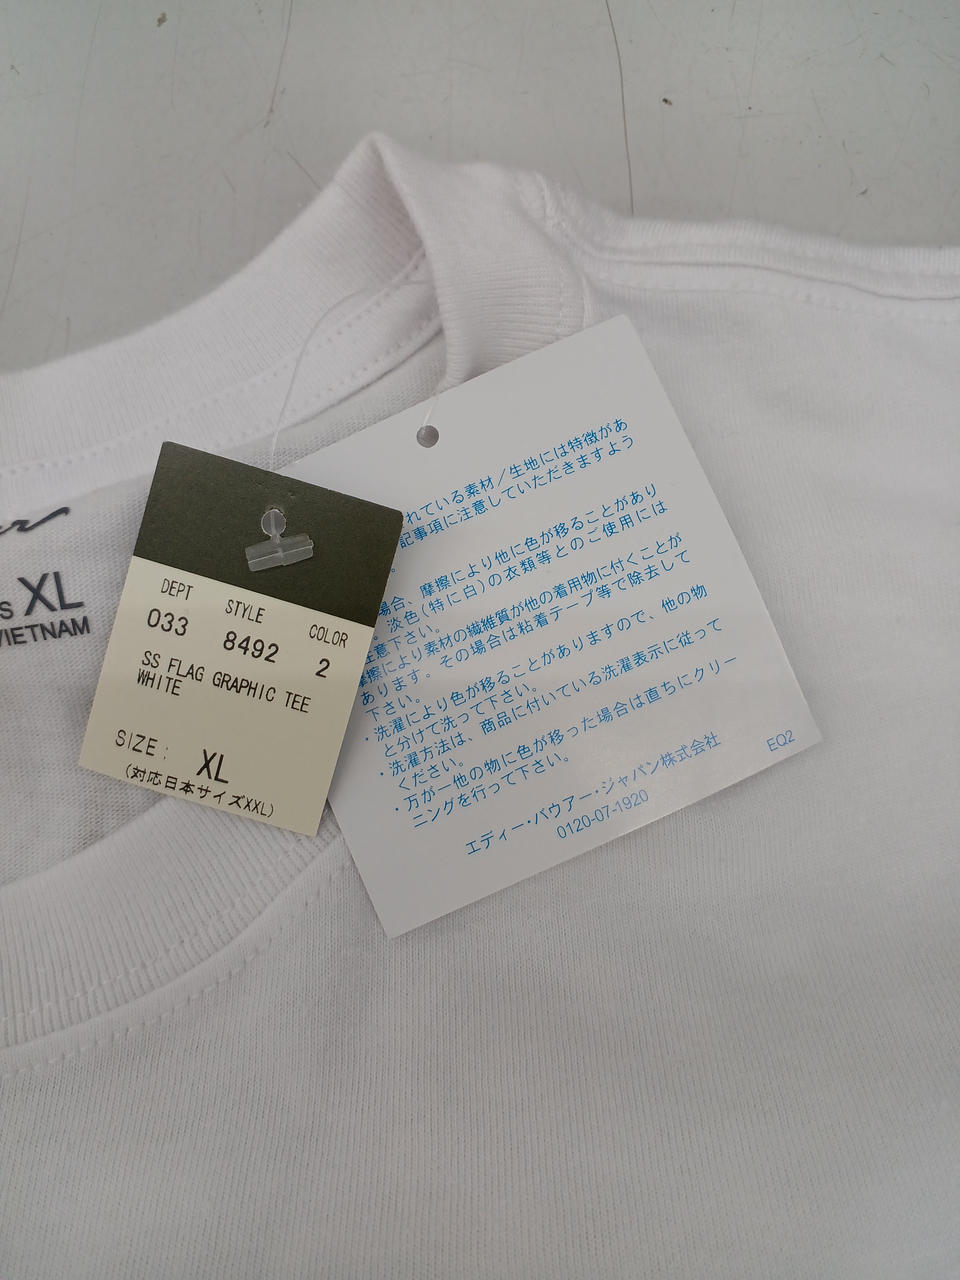 XL
VIETNAM
DEPT STYLE COLOR
033 8492 2
SS FLAG GRAPHIC TEE
WHITE
SIZE: XL
(対応日本サイズXXL)
れている素材/生地には特徴があ
記事項に注意していただきますよう
。
場合、摩擦により他に色が移ることがあり
。淡色(特に白)の衣類等とのご使用には
注意下さい。
摩擦により素材の繊維質が他の着用物に付くことが
あります。その場合は粘着テープ等で除去して
下さい。
・洗濯により色が移ることがありますので、他の物
と分けて洗って下さい。
・洗濯方法は、商品に付いている洗濯表示に従って
ください。
・万が一他の物に色が移った場合は直ちにクリー
ニングを行って下さい。
エディー・バウアー・ジャパン株式会社
0120-07-1920
EQ2